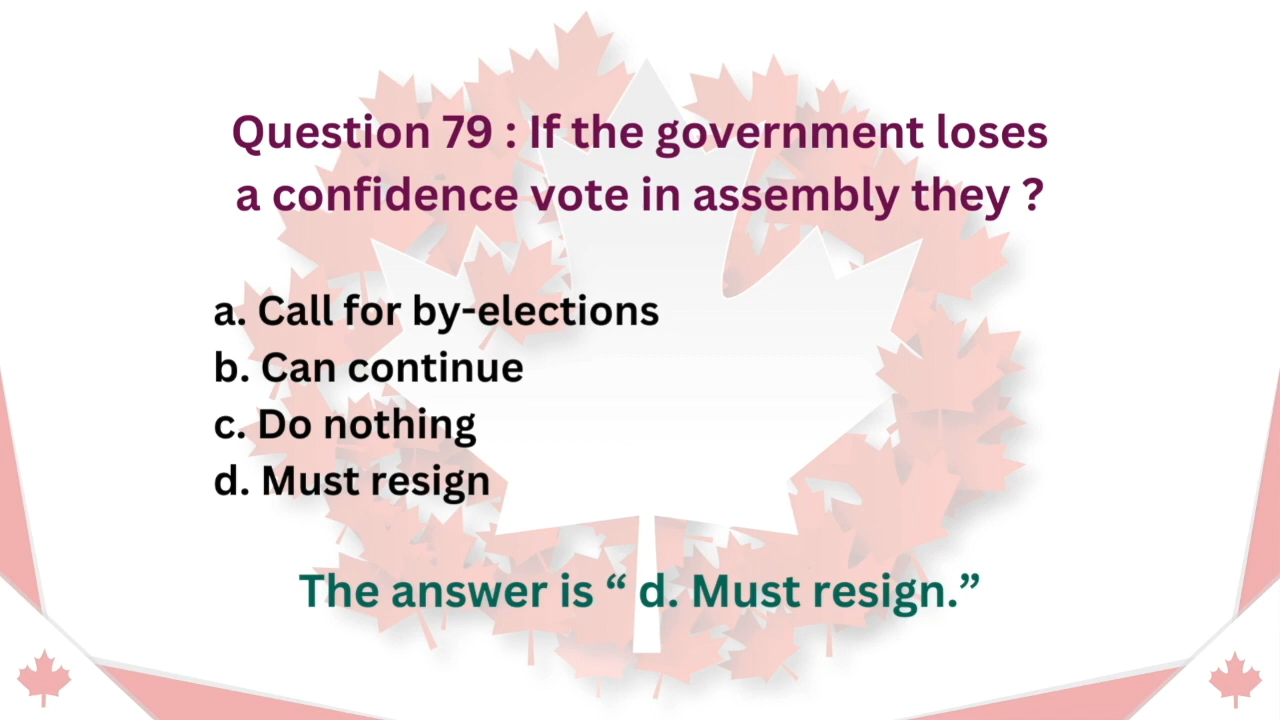 Question 79 : If the government loses
a confidence vote in assembly they ?
a. Call for by-elections
b. Can continue
c. Do nothing
d. Must resign
The answer is “ d. Must resign.”